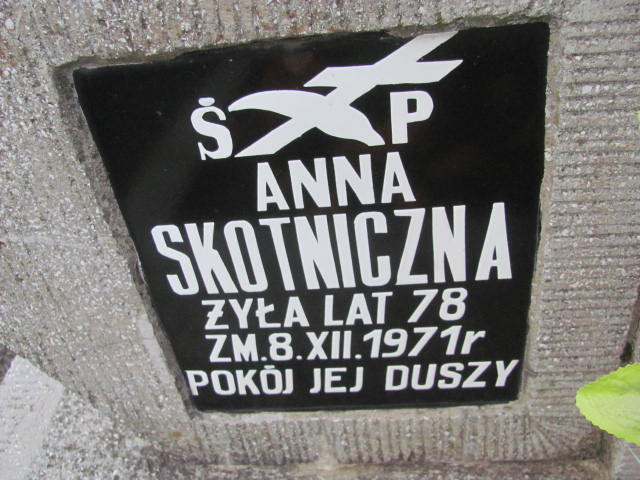 Ś P
ANNA
SKOTNICZNA
ŻYŁA LAT 78
ZM.8.XII.1971r
POKÓJ JEJ DUSZY